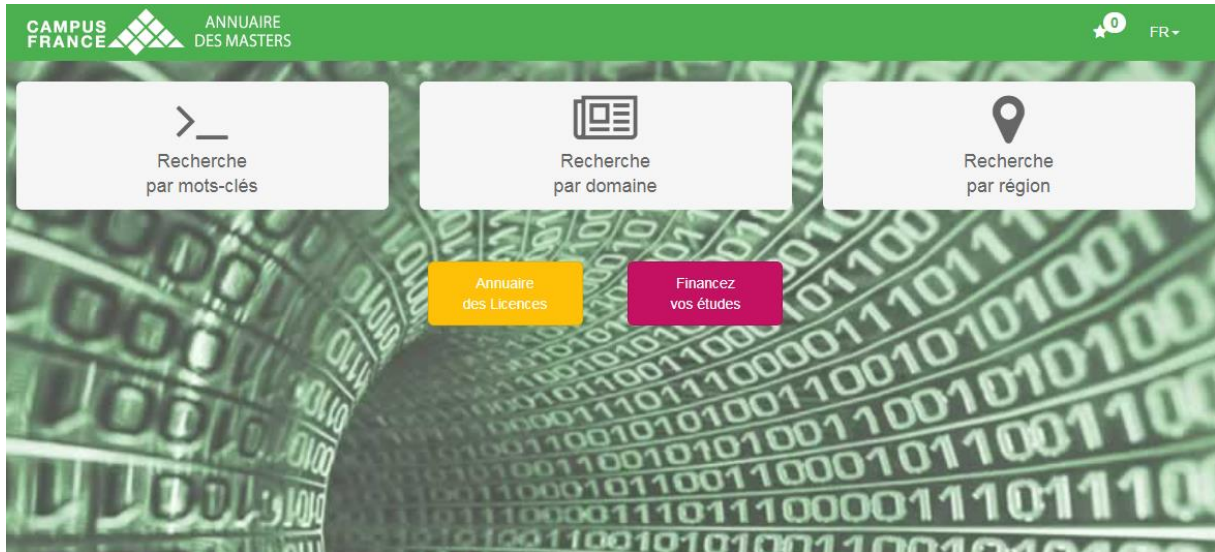 CAMPUS
FRANCE
ANNUAIRE
DES MASTERS
0
FR
Recherche
par mots-clés
Recherche
par domaine
Recherche
par région
Annuaire
des Licences
Financez
vos études